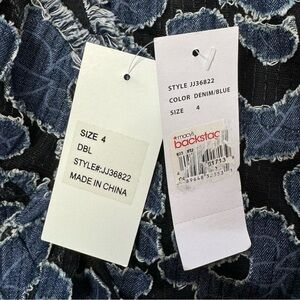 SIZE 4
DBL
STYLE#:JJ36822
MADE IN CHINA
STYLE JJ36822
COLOR DENIM/BLUE
SIZE 4
macy's
backstage